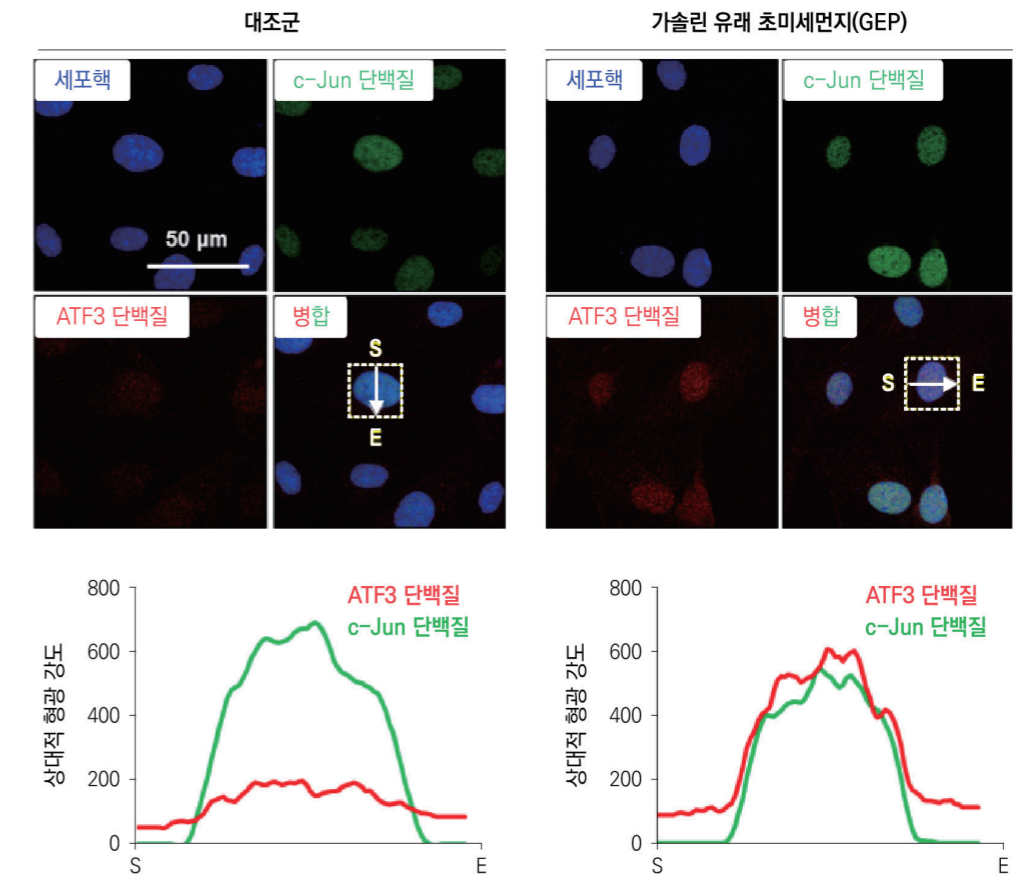 대조군
가솔린 유래 초미세먼지(GEP)
세포핵
c-Jun 단백질
50 μm
ATF3 단백질
병합
S
E
세포핵
c-Jun 단백질
ATF3 단백질
병합
S
E
상대적 형광 강도
800
600
400
200
0
S
E
ATF3 단백질
c-Jun 단백질
상대적 형광 강도
800
600
400
200
0
S
E
ATF3 단백질
c-Jun 단백질